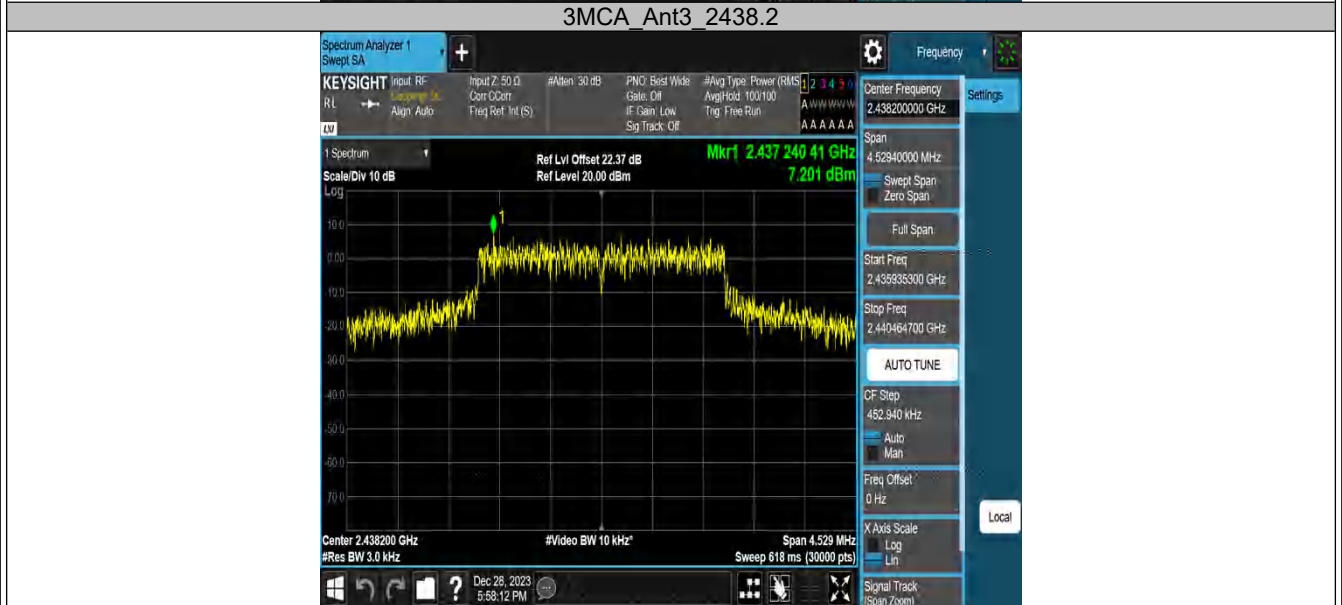 3MCA_Ant3_2438.2
Spectrum Analyzer 1
Swept SA
+
Frequency
KEYSIGHT
RL
LXI
Input: RF
Align: Auto
Input Z: 50 Ω
Corr CCorr
Freq Ref: Int (S)
#Atten: 30 dB
PNO: Best Wide
Gate: Off
IF Gain: Low
Sig Track: Off
#Avg Type: Power (RMS
Avg|Hold: 100/100
Trig: Free Run
1 2 3 4 5 6
A W W W W W
A A A A A A
Center Frequency
2.438200000 GHz
Settings
Span
4.52940000 MHz
Swept Span
Zero Span
Full Span
Start Freq
2.435935300 GHz
Stop Freq
2.440464700 GHz
AUTO TUNE
CF Step
452.940 kHz
Auto
Man
Freq Offset
0 Hz
X Axis Scale
Log
Lin
Signal Track
(Span Zoom)
Local
1 Spectrum
Scale/Div 10 dB
Log
Ref Lvl Offset 22.37 dB
Ref Level 20.00 dBm
Mkr1 2.437 240 41 GHz
7.201 dBm
1
10.0
0.00
-10.0
-20.0
-30.0
-40.0
-50.0
-60.0
-70.0
Center 2.438200 GHz
#Video BW 10 kHz*
Span 4.529 MHz
#Res BW 3.0 kHz
Sweep 618 ms (30000 pts)
?
Dec 28, 2023
5:58:12 PM